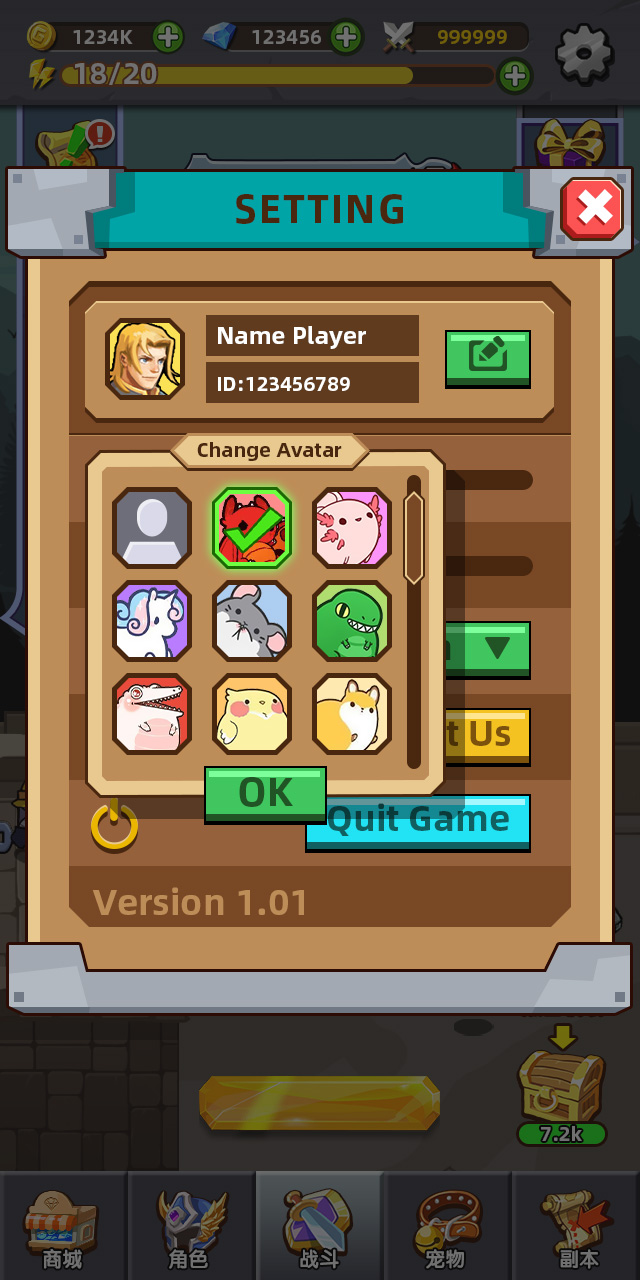 1234K 123456 999999
18/20
SETTING
Name Player
ID:123456789
Change Avatar
t Us
OK
Quit Game
Version 1.01
7.2k
商城 角色 战斗 宠物 副本